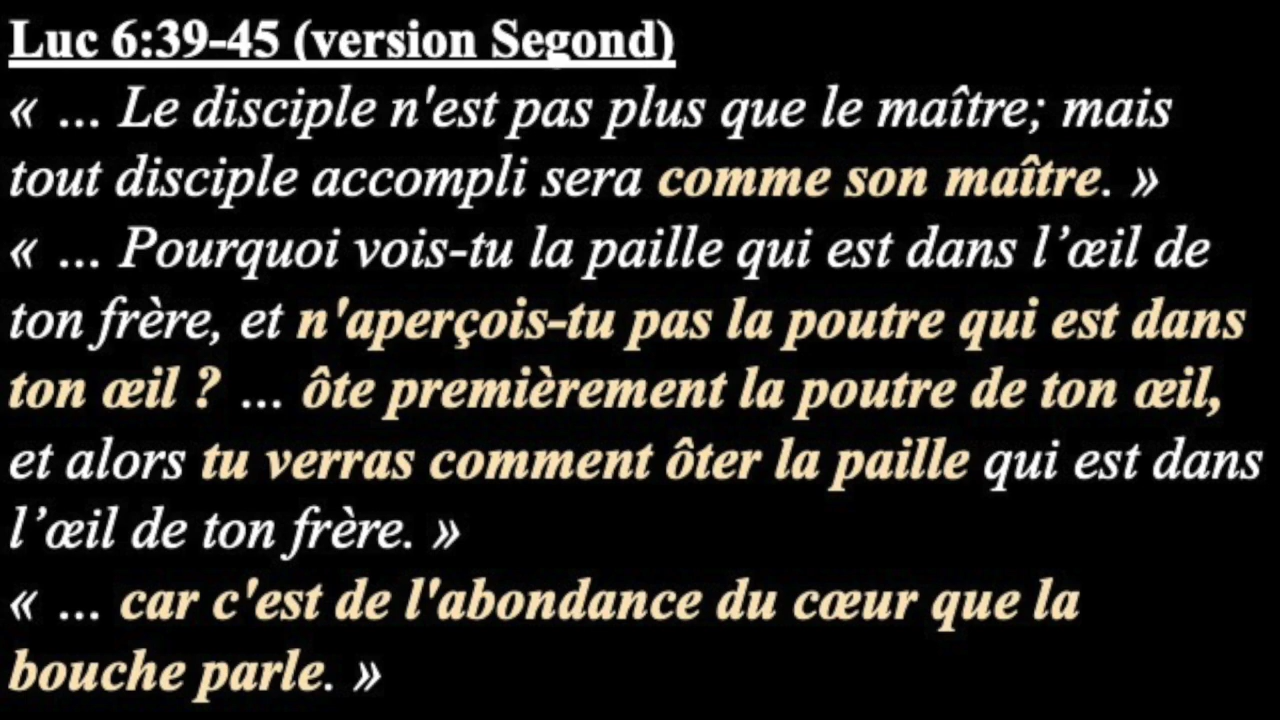 Luc 6:39-45 (version Segond)
« ... Le disciple n'est pas plus que le maître; mais
tout disciple accompli sera comme son maître. »
« ... Pourquoi vois-tu la paille qui est dans l’œil de
ton frère, et n'aperçois-tu pas la poutre qui est dans
ton œil ? ... ôte premièrement la poutre de ton œil,
et alors tu verras comment ôter la paille qui est dans
l’œil de ton frère. »
« ... car c'est de l'abondance du cœur que la
bouche parle. »